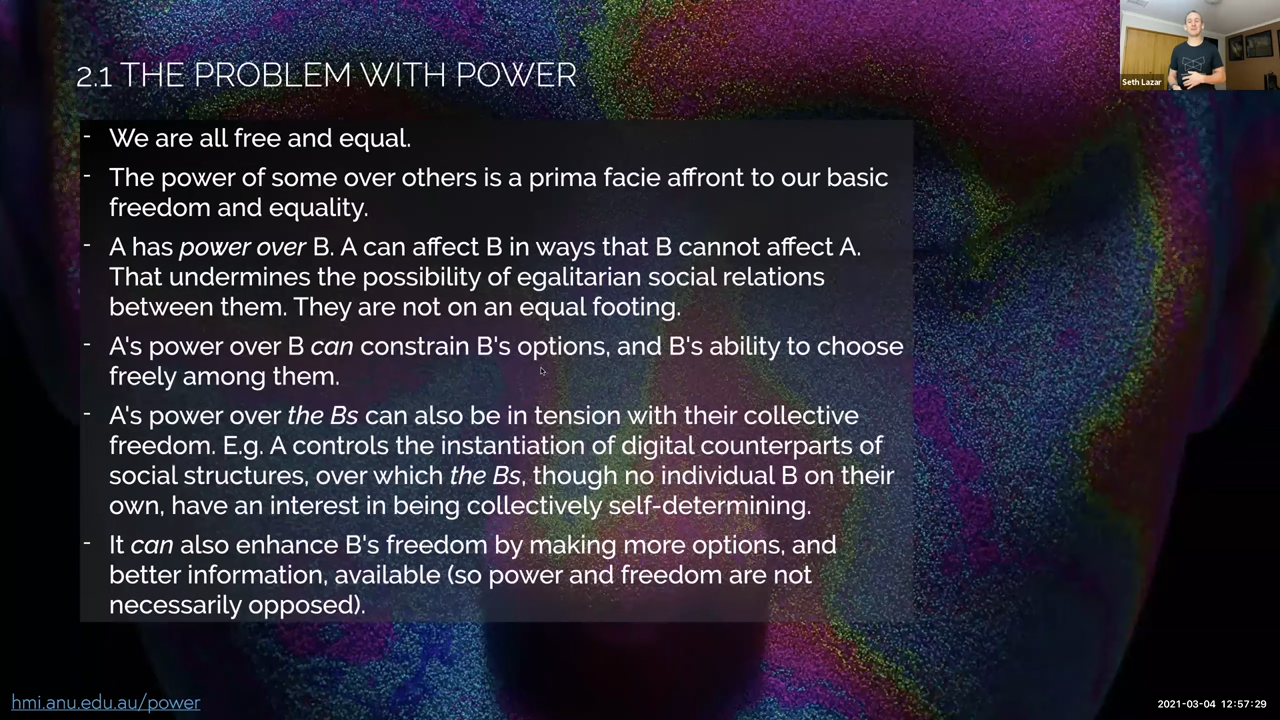 2.1 THE PROBLEM WITH POWER
Seth Lazar
- We are all free and equal.
- The power of some over others is a prima facie affront to our basic
freedom and equality.
- A has power over B. A can affect B in ways that B cannot affect A.
That undermines the possibility of egalitarian social relations
between them. They are not on an equal footing.
- A's power over B can constrain B's options, and B's ability to choose
freely among them.
- A's power over the Bs can also be in tension with their collective
freedom. E.g. A controls the instantiation of digital counterparts of
social structures, over which the Bs, though no individual B on their
own, have an interest in being collectively self-determining.
- It can also enhance B's freedom by making more options, and
better information, available (so power and freedom are not
necessarily opposed).
hmi.anu.edu.au/power
2021-03-04 12:57:29